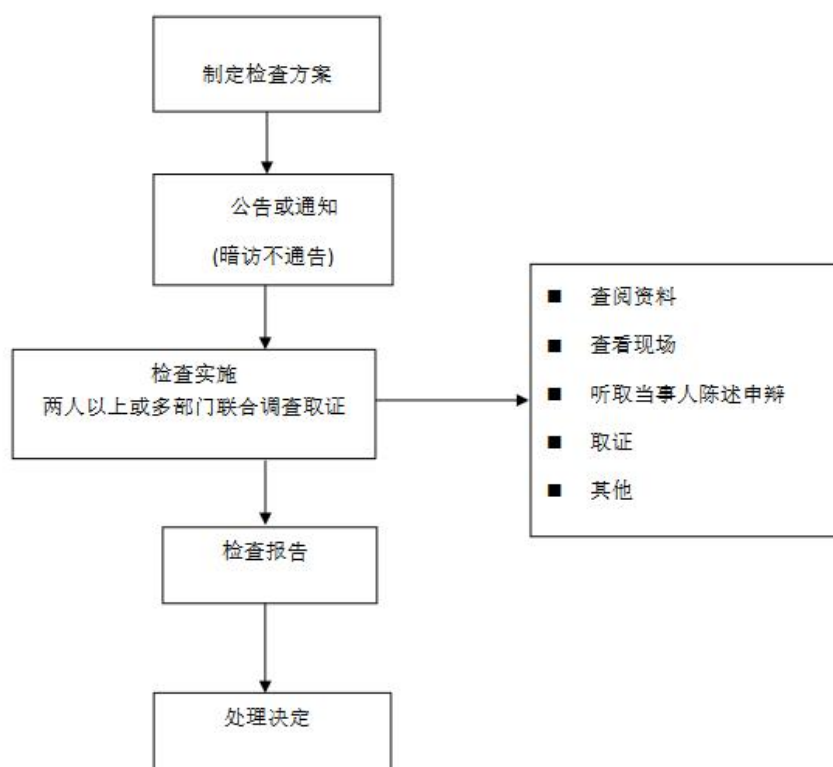 制定检查方案
公告或通知
(暗访不通告)
检查实施
两人以上或多部门联合调查取证
■ 查阅资料
■ 查看现场
■ 听取当事人陈述申辩
■ 取证
■ 其他
检查报告
处理决定